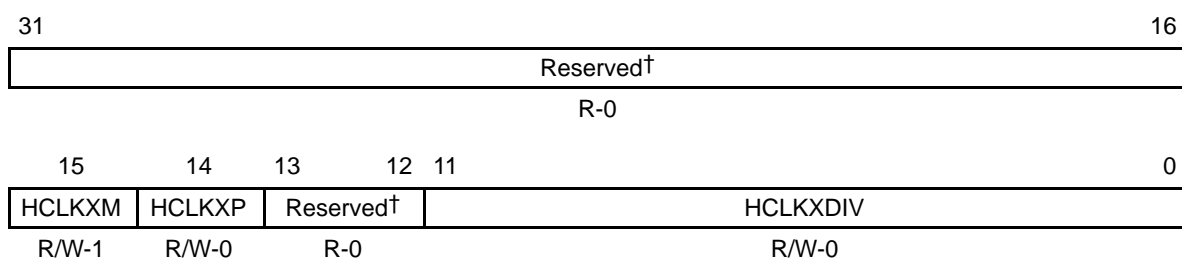 31 16
Reserved†
R-0
15 14 13 12 11 0
HCLKXM HCLKXP Reserved† HCLKXDIV
R/W-1 R/W-0 R-0 R/W-0